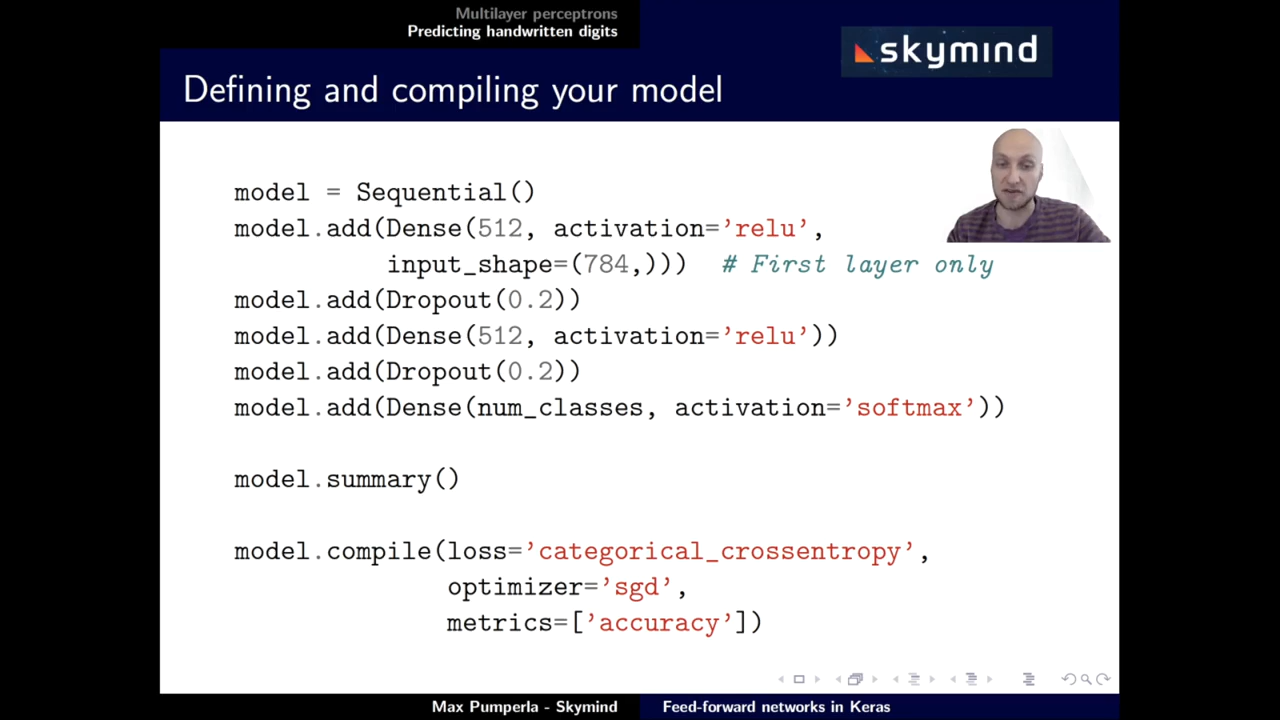 Multilayer perceptrons
Predicting handwritten digits
skymind
Defining and compiling your model
model = Sequential()
model.add(Dense(512, activation='relu',
input_shape=(784,))) # First layer only
model.add(Dropout(0.2))
model.add(Dense(512, activation='relu'))
model.add(Dropout(0.2))
model.add(Dense(num_classes, activation='softmax'))
model.summary()
model.compile(loss='categorical_crossentropy',
optimizer='sgd',
metrics=['accuracy'])
Max Pumperla - Skymind
Feed-forward networks in Keras